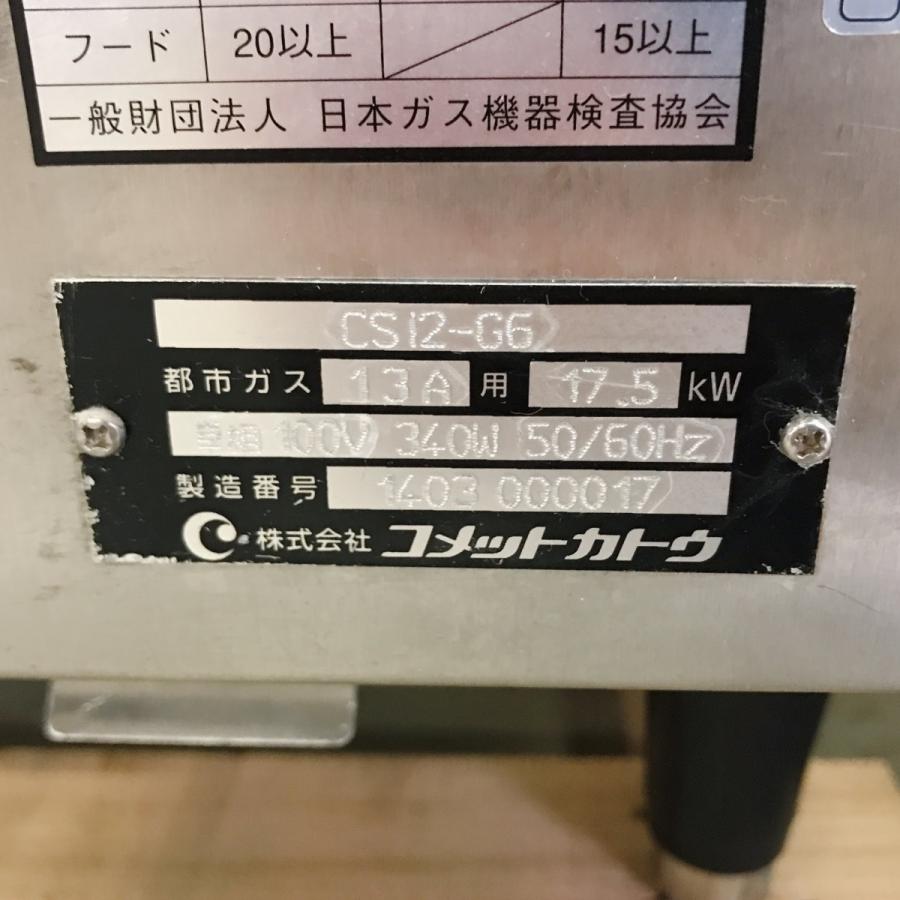 フード 20以上 15以上
一般財団法人 日本ガス機器検査協会
CSI2-G6
都市ガス 13A 用 17.5 kW
単相 100V 340W 50/60Hz
製造番号 1403 000017
株式会社 コメットカトウ